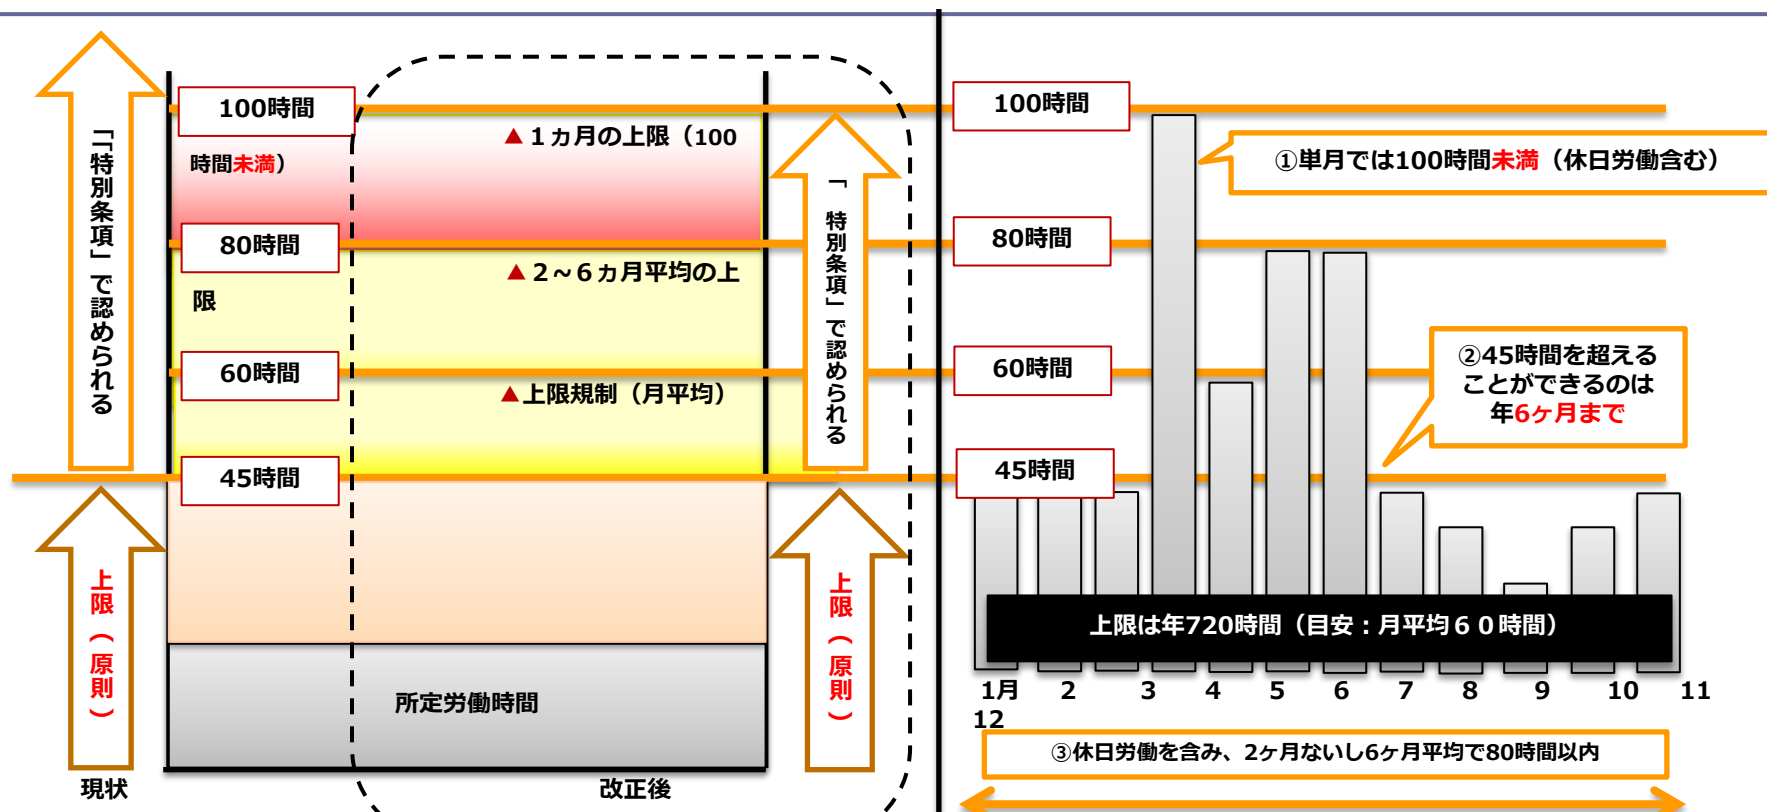 「特別条項」で認められる
上限（原則）
現状
100時間
▲１ヵ月の上限（100
時間未満）
80時間
▲２～６ヵ月平均の上
限
60時間
▲上限規制（月平均）
45時間
所定労働時間
改正後
「特別条項」で認められる
上限（原則）
100時間
①単月では100時間未満（休日労働含む）
80時間
60時間
②45時間を超える
ことができるのは
年6ヶ月まで
45時間
上限は年720時間（目安：月平均６０時間）
1月 2 3 4 5 6 7 8 9 10 11
12
③休日労働を含み、2ヶ月ないし6ヶ月平均で80時間以内